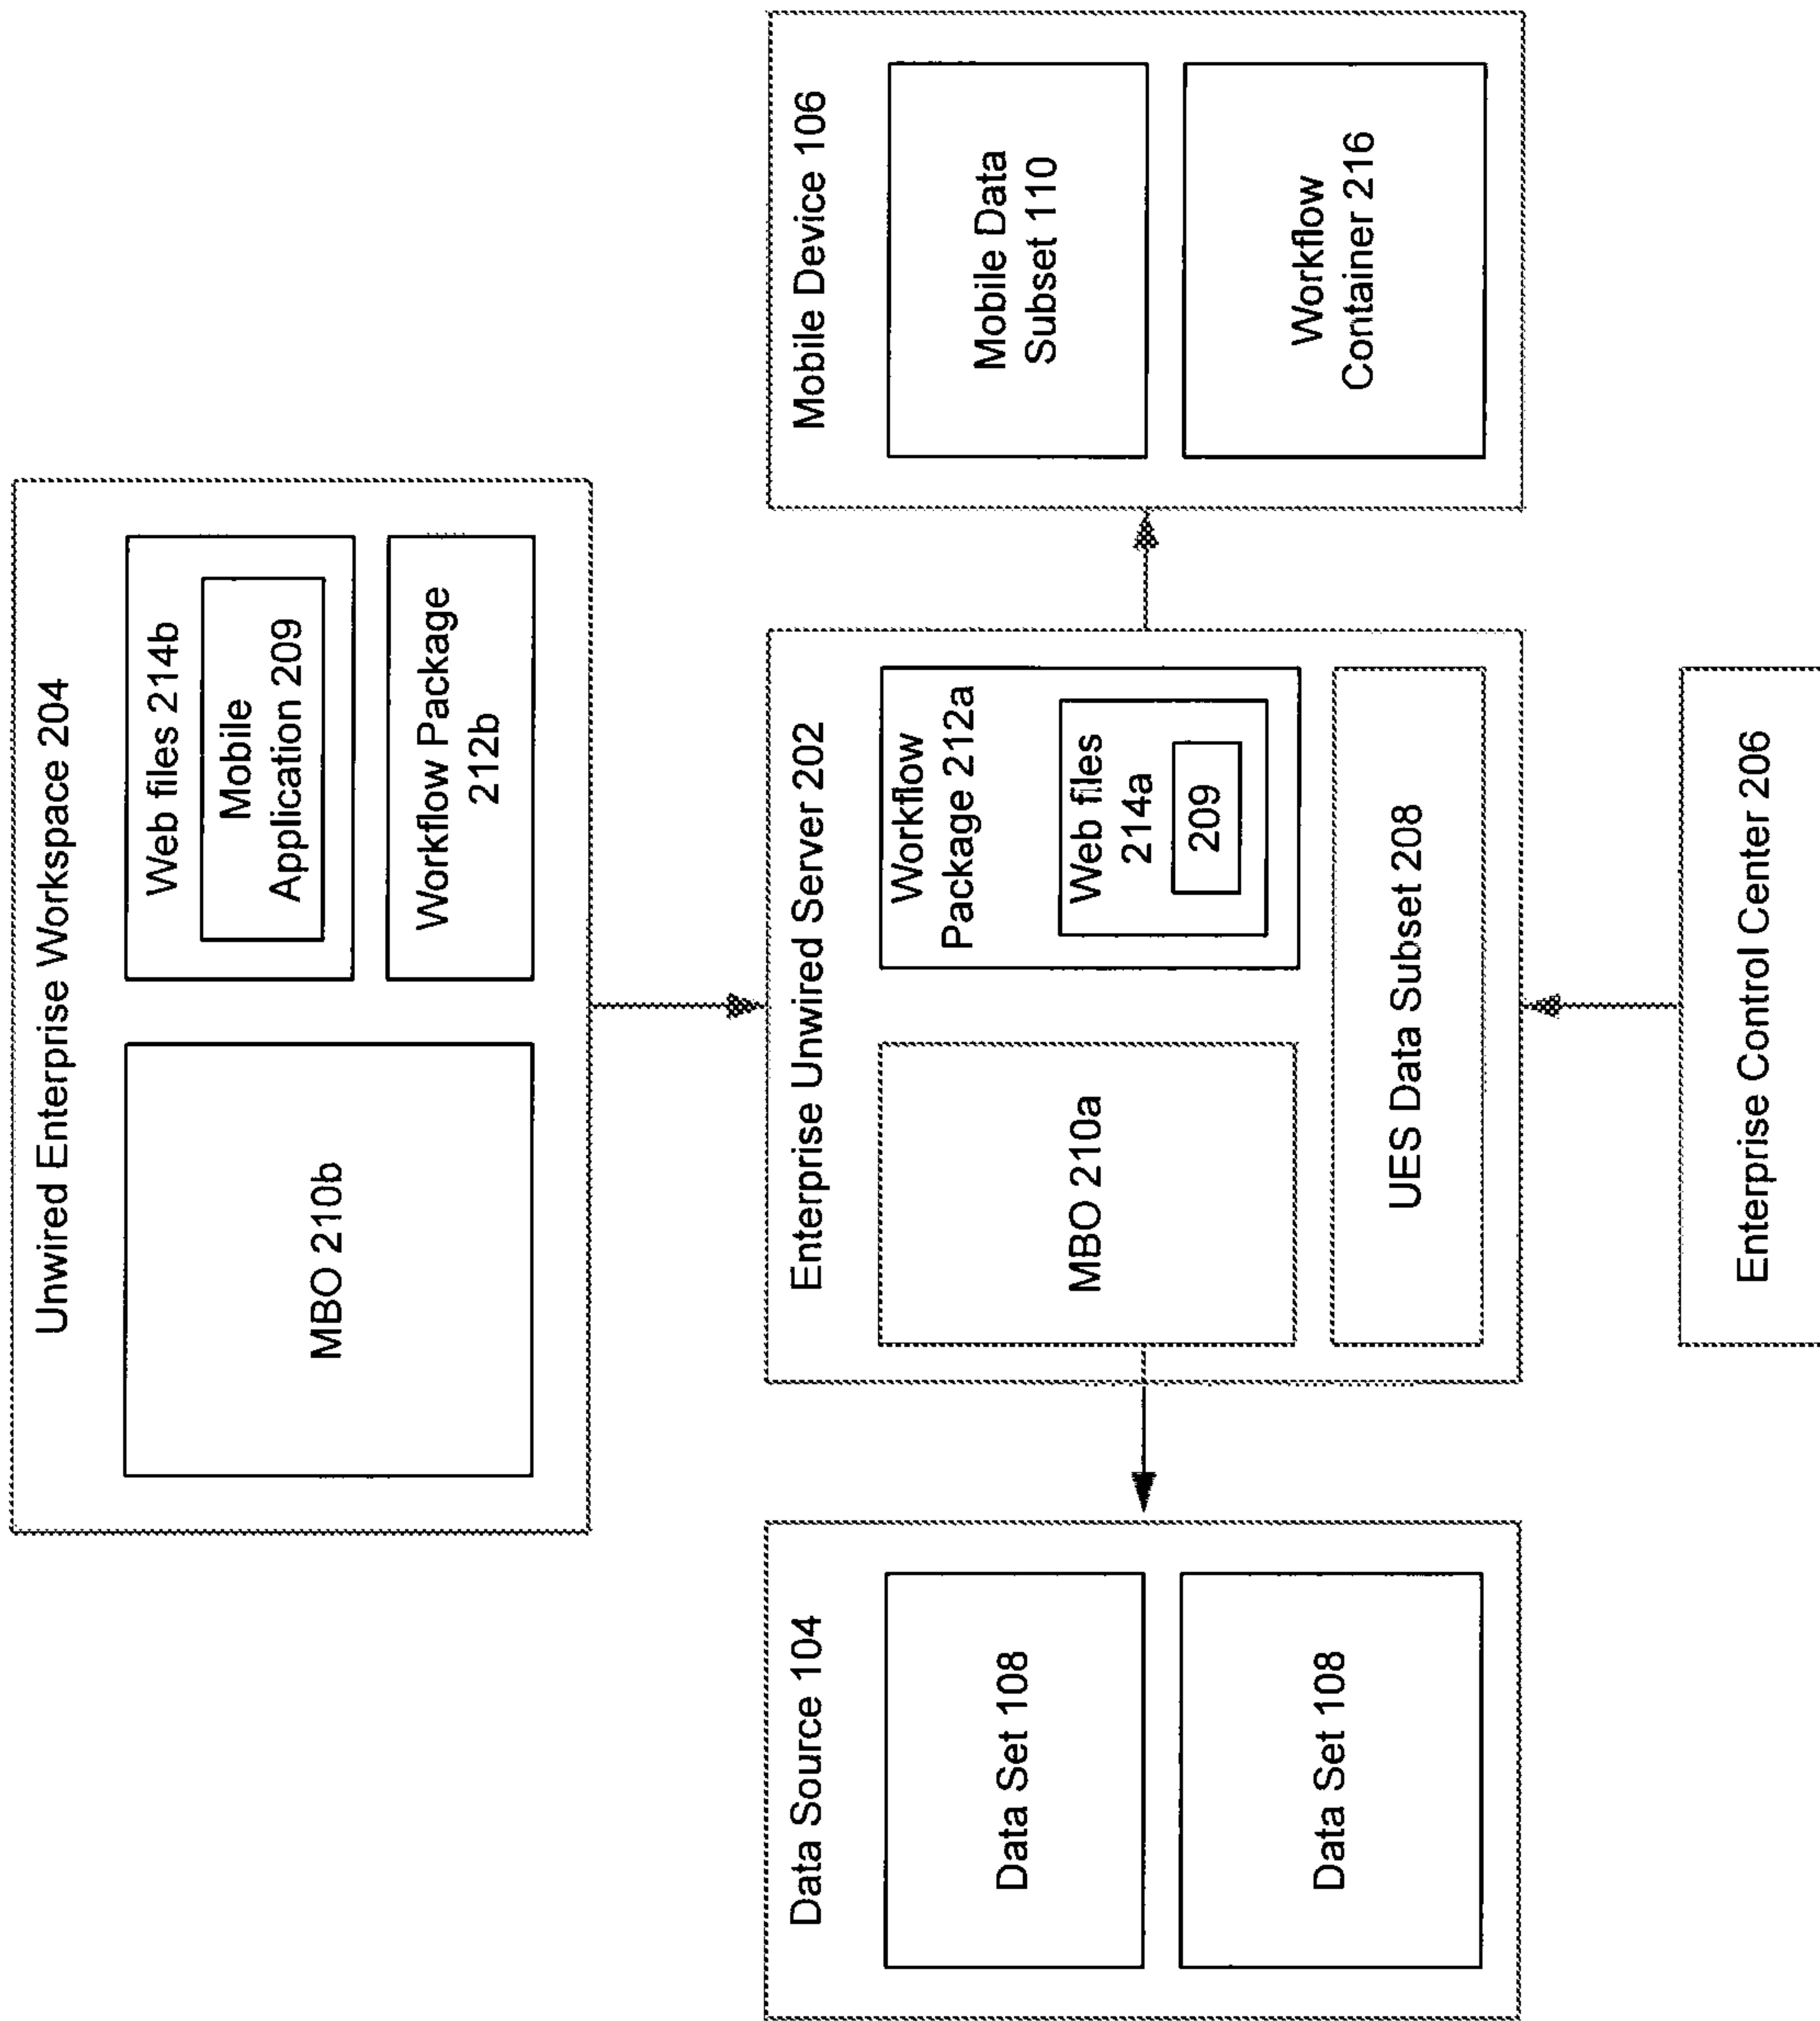 Unwired Enterprise Workspace 204
MBO 210b
Web files 214b
Mobile
Application 209
Workflow Package
212b
Data Source 104
Data Set 108
Data Set 108
Enterprise Unwired Server 202
MBO 210a
Workflow
Package 212a
Web files
214a
209
UES Data Subset 208
Mobile Device 106
Mobile Data
Subset 110
Workflow
Container 216
Enterprise Control Center 206